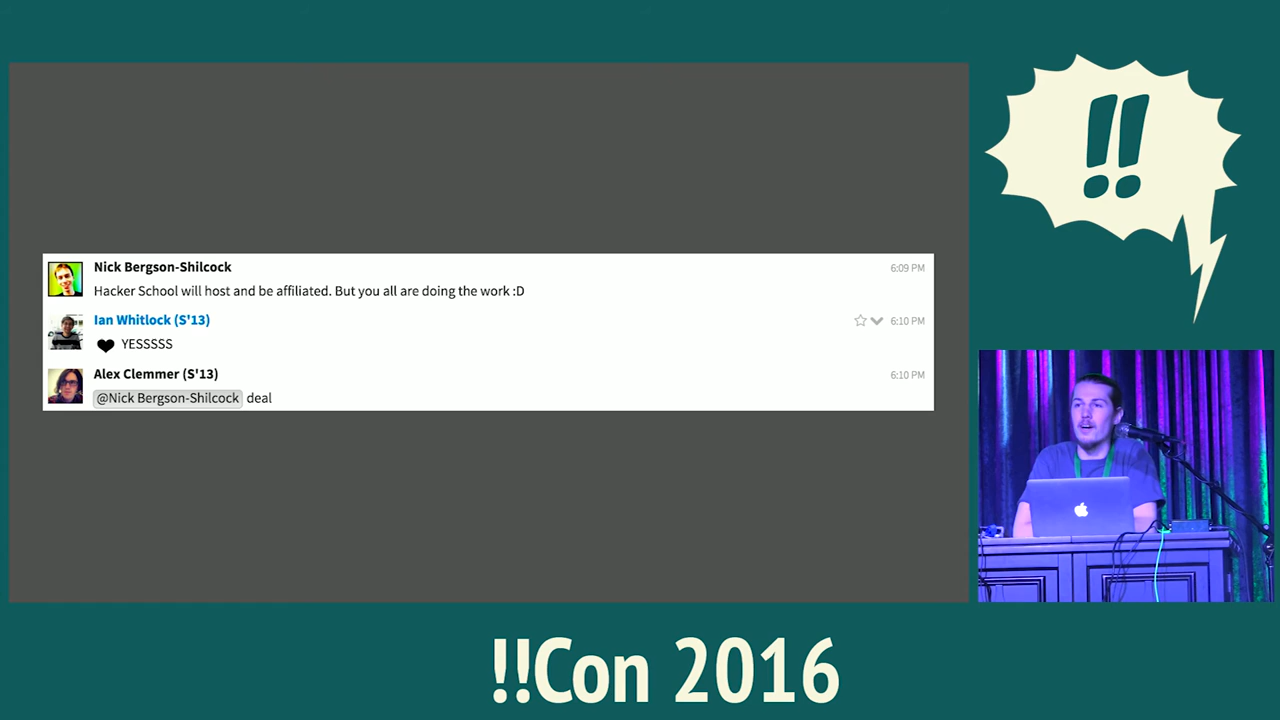 !!
Nick Bergson-Shilcock
6:09 PM
Hacker School will host and be affiliated. But you all are doing the work :D
Ian Whitlock (S'13)
6:10 PM
YESSSSS
Alex Clemmer (S'13)
6:10 PM
@Nick Bergson-Shilcock deal
!!Con 2016